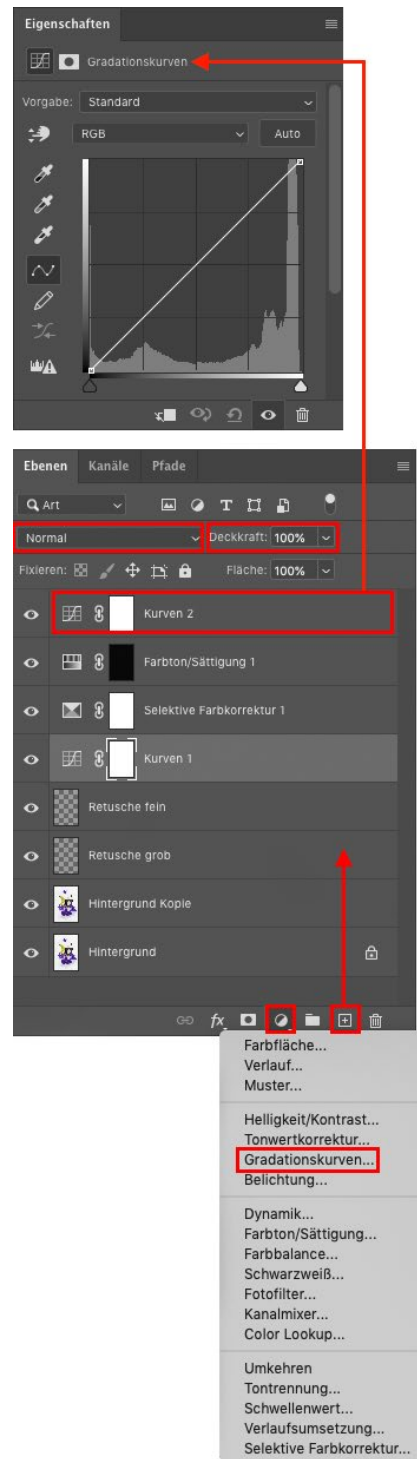 Eigenschaften
Gradationskurven
Vorgabe: Standard
RGB Auto
Ebenen Kanäle Pfade
Art T
Normal Deckkraft: 100%
Fixieren: Fläche: 100%
Kurven 2
Farbton/Sättigung 1
Selektive Farbkorrektur 1
Kurven 1
Retusche fein
Retusche grob
Hintergrund Kopie
Hintergrund
fx
Farbfläche...
Verlauf...
Muster...
Helligkeit/Kontrast...
Tonwertkorrektur...
Gradationskurven...
Belichtung...
Dynamik...
Farbton/Sättigung...
Farbbalance...
Schwarzweiß...
Fotofilter...
Kanalmixer...
Color Lookup...
Umkehren
Tontrennung...
Schwellenwert...
Verlaufsumsetzung...
Selektive Farbkorrektur...